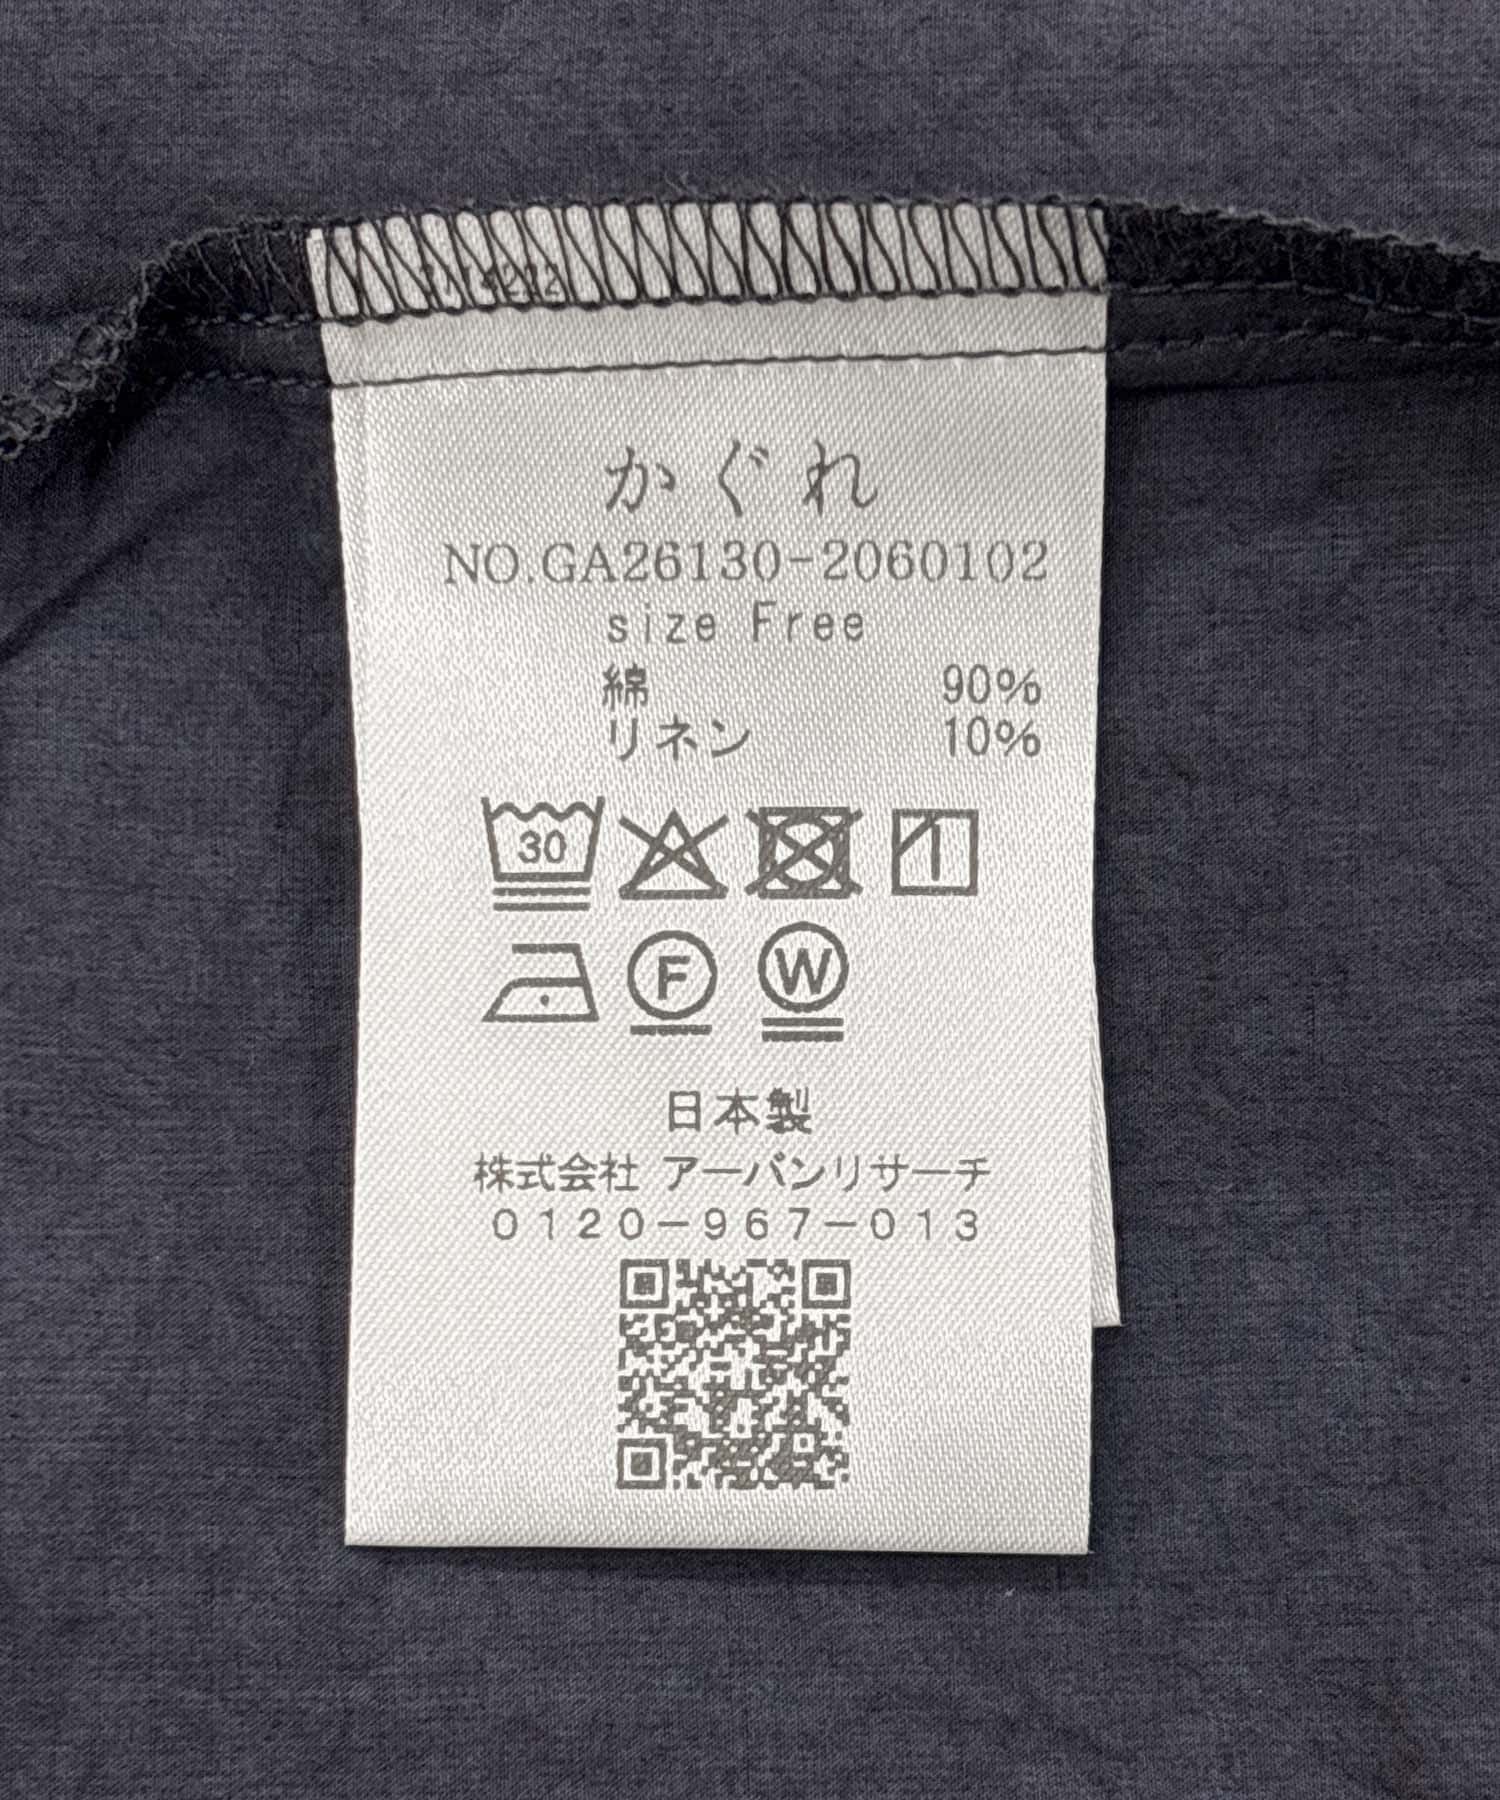 かぐれ
NO.GA26130-2060102
size Free
綿 90%
リネン 10%
30
F W
日本製
株式会社 アーバンリサーチ
0120-967-013